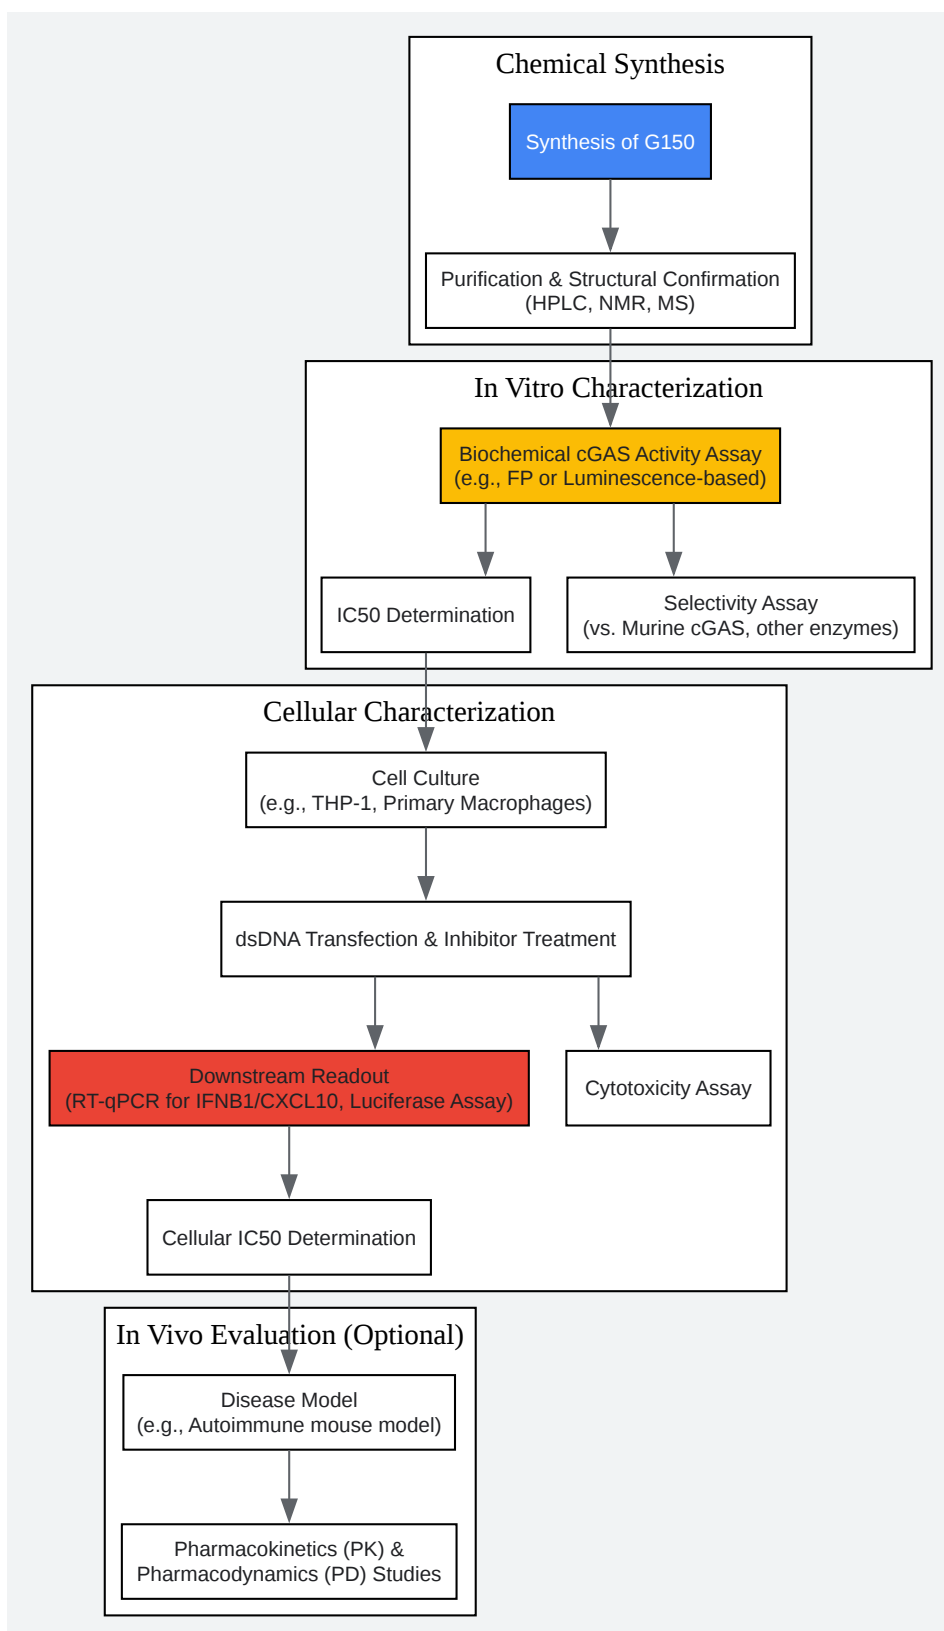 Chemical Synthesis
Synthesis of G150
Purification & Structural Confirmation
(HPLC, NMR, MS)
In Vitro Characterization
Biochemical cGAS Activity Assay
(e.g., FP or Luminescence-based)
IC50 Determination
Selectivity Assay
(vs. Murine cGAS, other enzymes)
Cellular Characterization
Cell Culture
(e.g., THP-1, Primary Macrophages)
dsDNA Transfection & Inhibitor Treatment
Downstream Readout
(RT-qPCR for IFNB1/CXCL10, Luciferase Assay)
Cytotoxicity Assay
Cellular IC50 Determination
In Vivo Evaluation (Optional)
Disease Model
(e.g., Autoimmune mouse model)
Pharmacokinetics (PK) &
Pharmacodynamics (PD) Studies